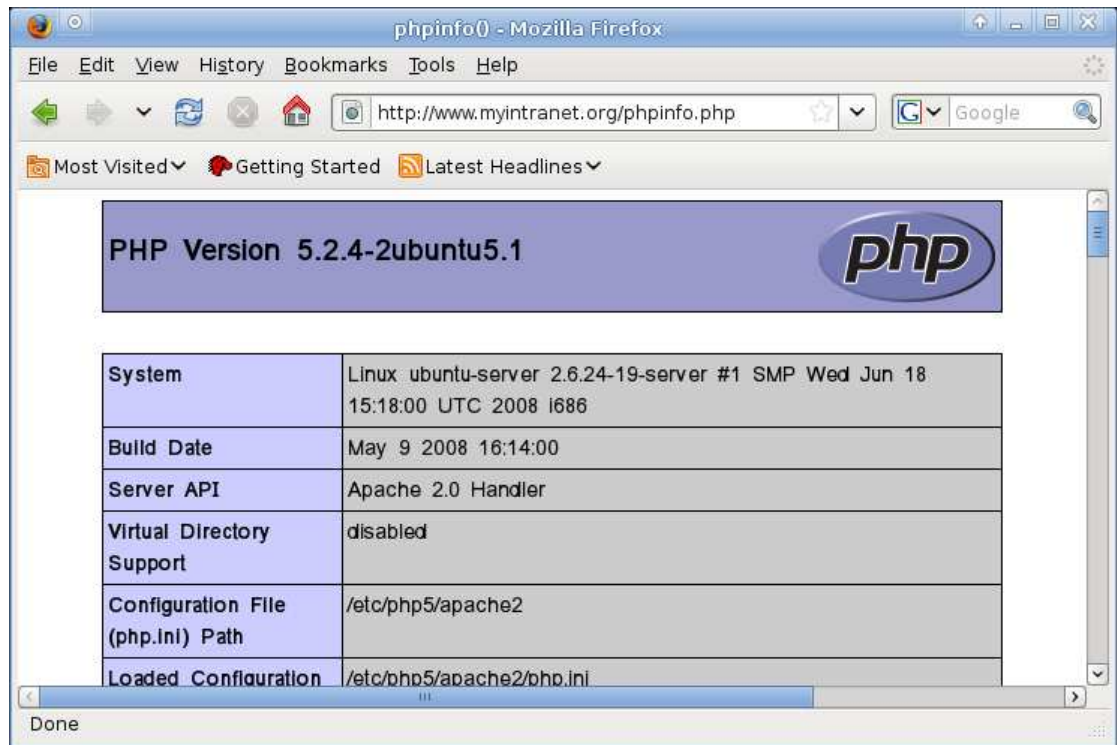 phpinfo() - Mozilla Firefox
File Edit View History Bookmarks Tools Help
http://www.myintranet.org/phpinfo.php
G Google
Most Visited Getting Started Latest Headlines
PHP Version 5.2.4-2ubuntu5.1
php
System
Linux ubuntu-server 2.6.24-19-server #1 SMP Wed Jun 18
15:18:00 UTC 2008 i686
Build Date
May 9 2008 16:14:00
Server API
Apache 2.0 Handler
Virtual Directory
Support
disabled
Configuration File
(php.ini) Path
/etc/php5/apache2
Loaded Configuration
/etc/php5/apache2/php.ini
Done